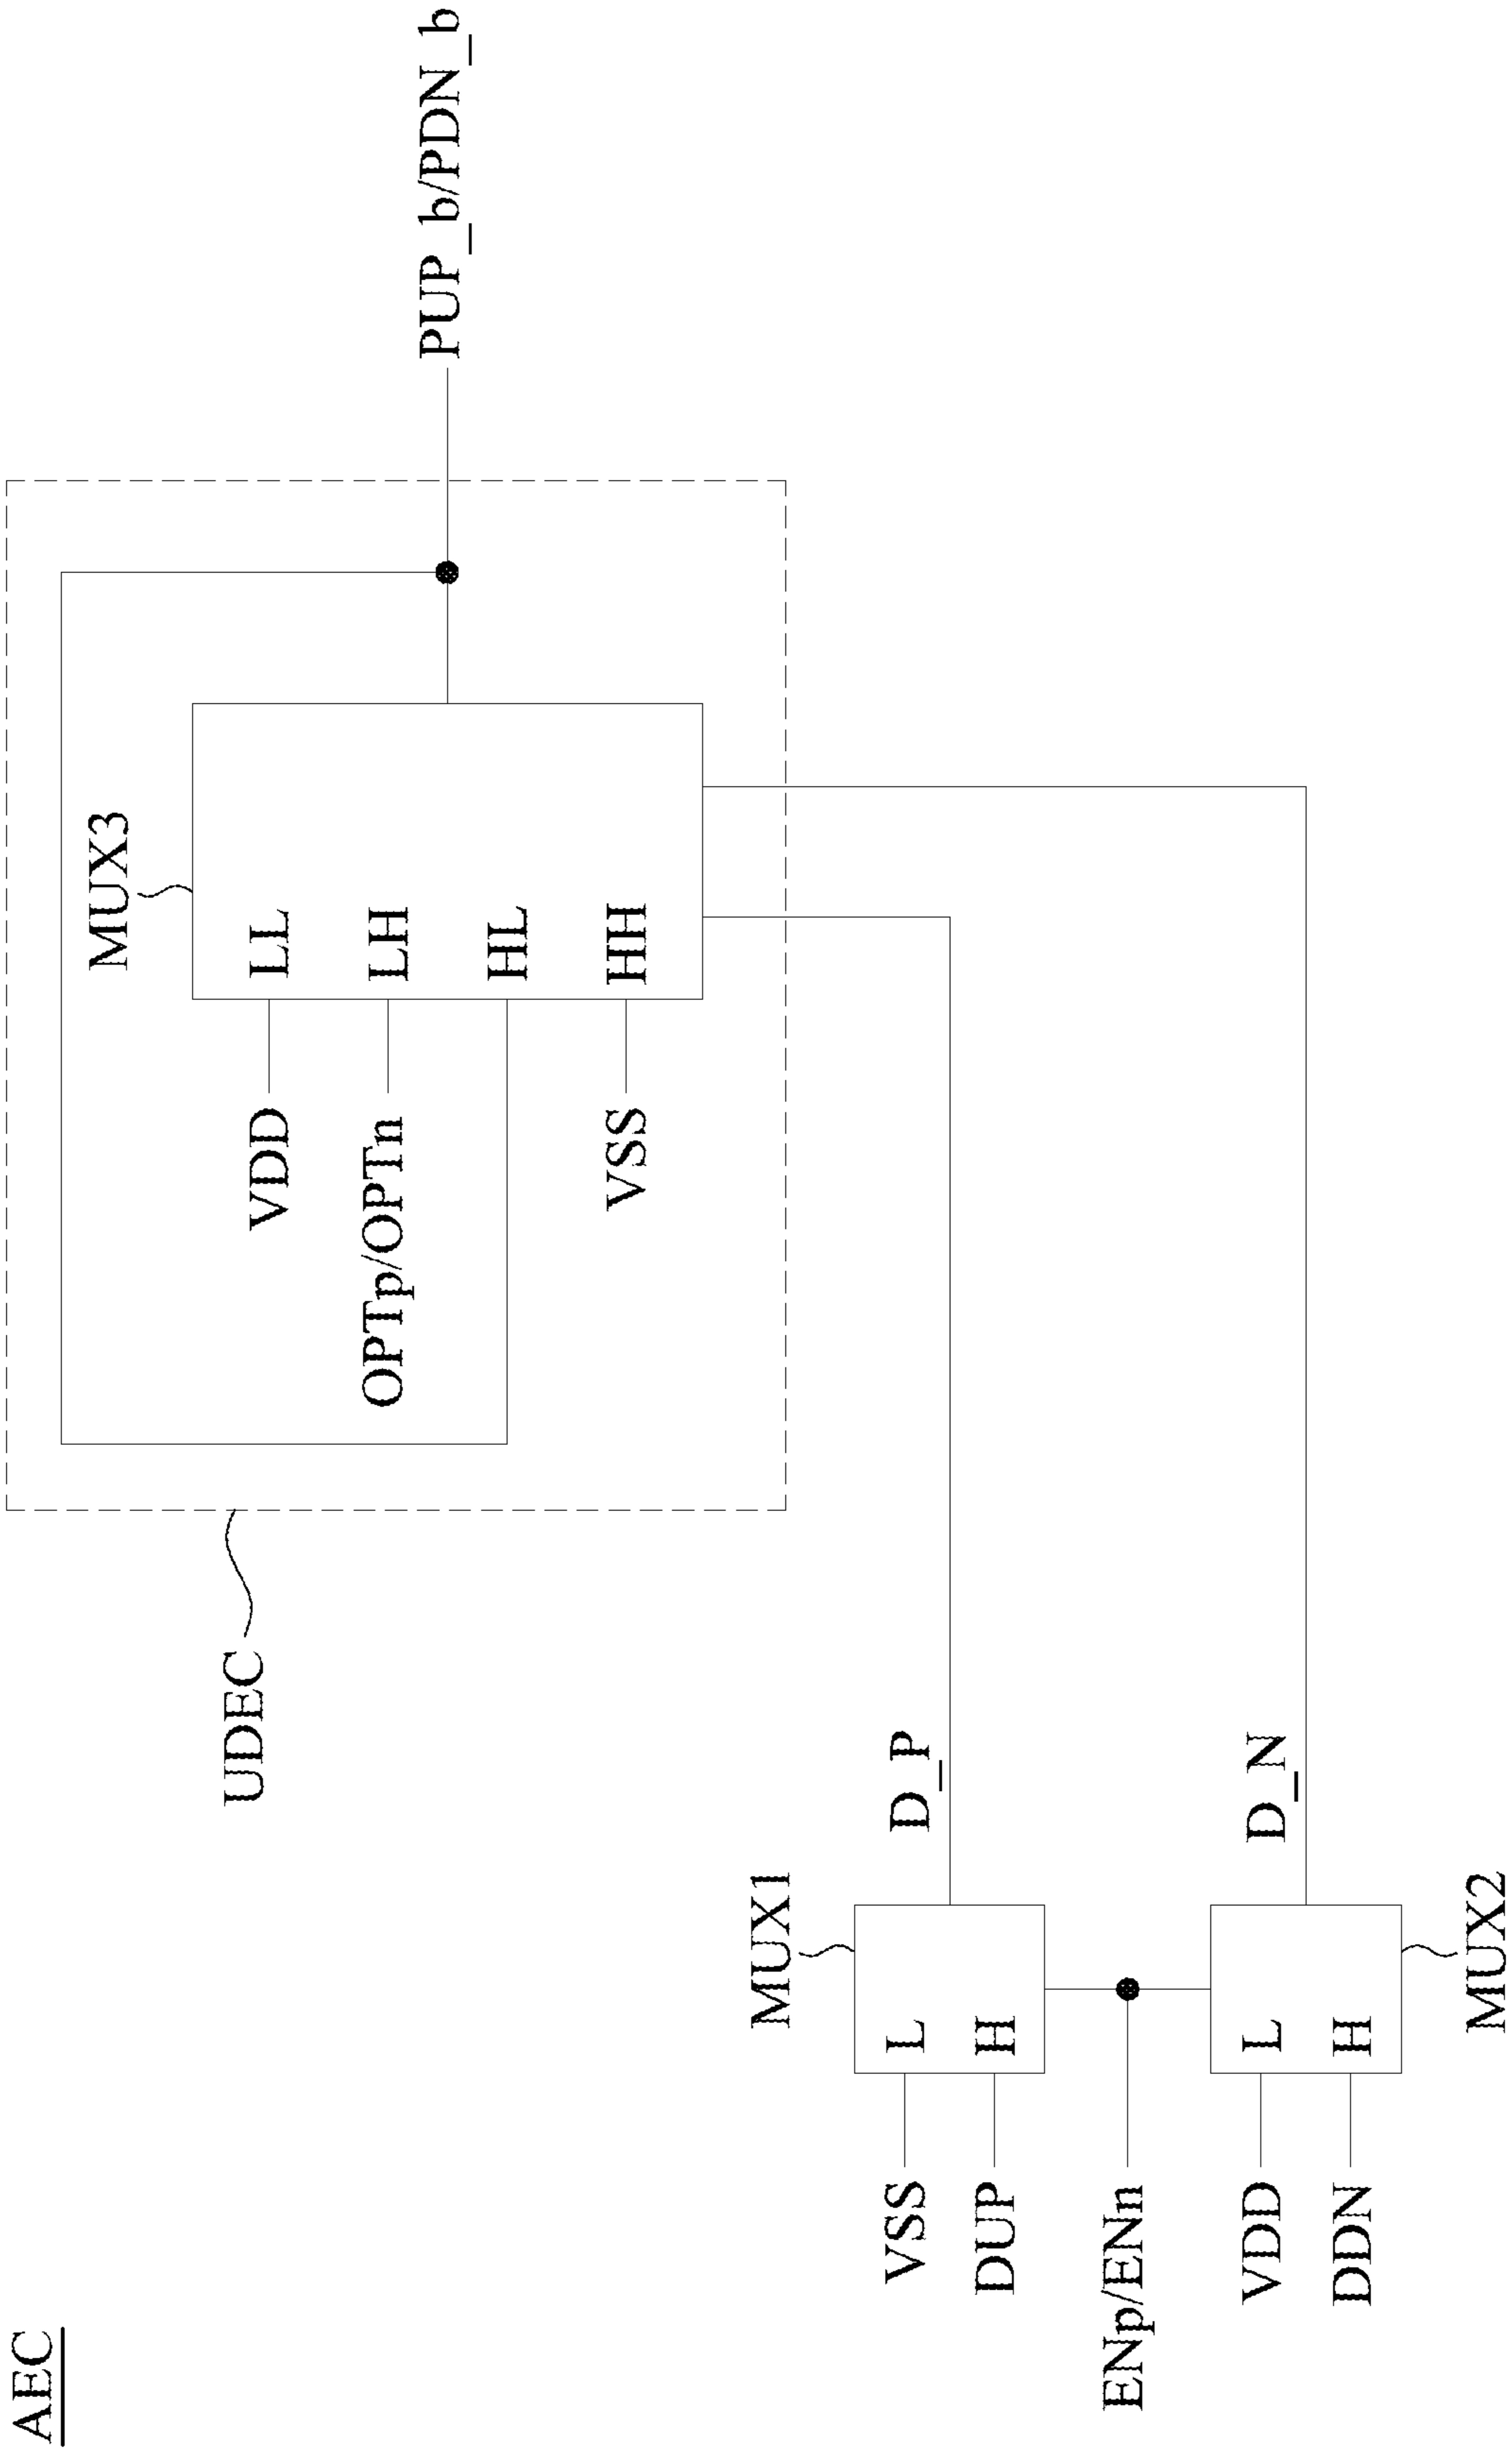 AEC
UDEC
MUX3
VDD
LL
OPTp/OPTn
LH
HL
VSS
HH
PUP_b/PDN_b
MUX1
D_P
VSS
L
DUP
H
ENp/ENn
D_N
VDD
L
DDN
H
MUX2